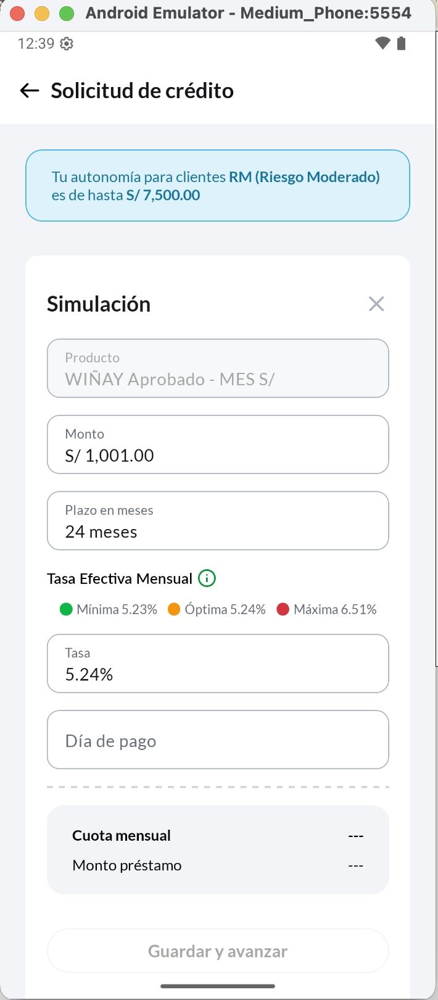 Android Emulator - Medium_Phone:5554
12:39
Solicitud de crédito
Tu autonomía para clientes RM (Riesgo Moderado)
es de hasta S/ 7,500.00
Simulación
Producto
WIÑAY Aprobado - MES S/
Monto
S/ 1,001.00
Plazo en meses
24 meses
Tasa Efectiva Mensual
Mínima 5.23% Óptima 5.24% Máxima 6.51%
Tasa
5.24%
Día de pago
Cuota mensual ---
Monto préstamo ---
Guardar y avanzar